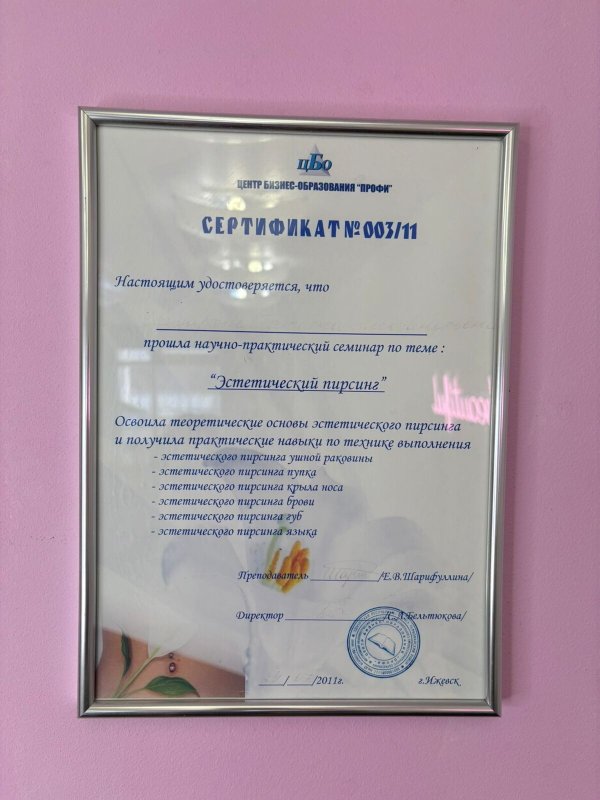 ЦБО
ЦЕНТР БИЗНЕС-ОБРАЗОВАНИЯ "ПРОФИ"
СЕРТИФИКАТ № 003/11
Настоящим удостоверяется, что
прошла научно-практический семинар по теме :
"Эстетический пирсинг"
Освоила теоретические основы эстетического пирсинга
и получила практические навыки по технике выполнения
- эстетического пирсинга ушной раковины
- эстетического пирсинга пупка
- эстетического пирсинга крыла носа
- эстетического пирсинга брови
- эстетического пирсинга губ
- эстетического пирсинга языка
Преподаватель /Е.В.Шарифуллина/
Директор /С.Л.Бельтюкова/
/ /2011г. г.Ижевск